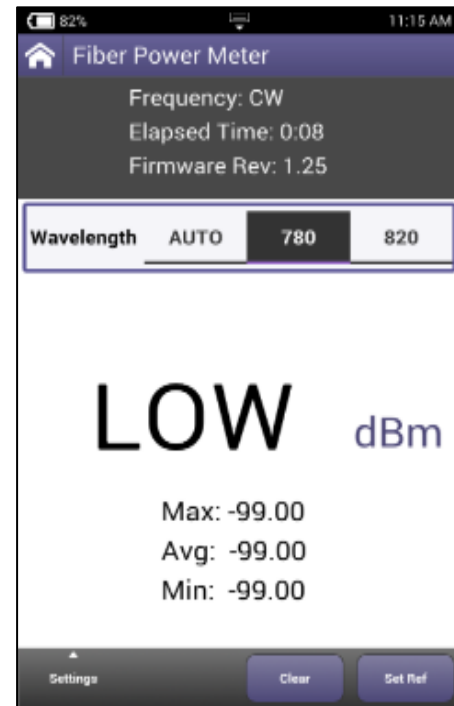 82% 11:15 AM
Fiber Power Meter
Frequency: CW
Elapsed Time: 0:08
Firmware Rev: 1.25
Wavelength AUTO 780 820
LOW dBm
Max: -99.00
Avg: -99.00
Min: -99.00
Settings Clear Set Ref